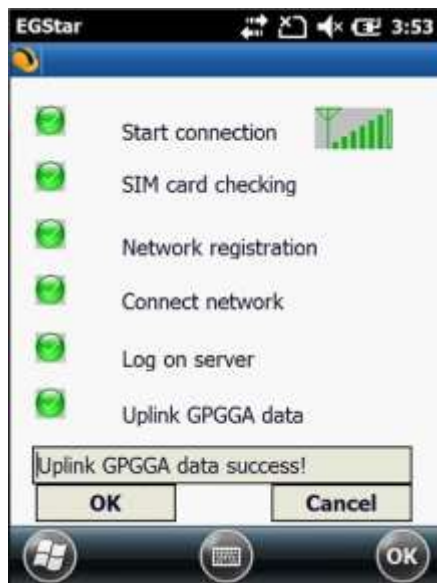 EGStar 3:53
Start connection
SIM card checking
Network registration
Connect network
Log on server
Uplink GPGGA data
Uplink GPGGA data success!
OK Cancel
OK